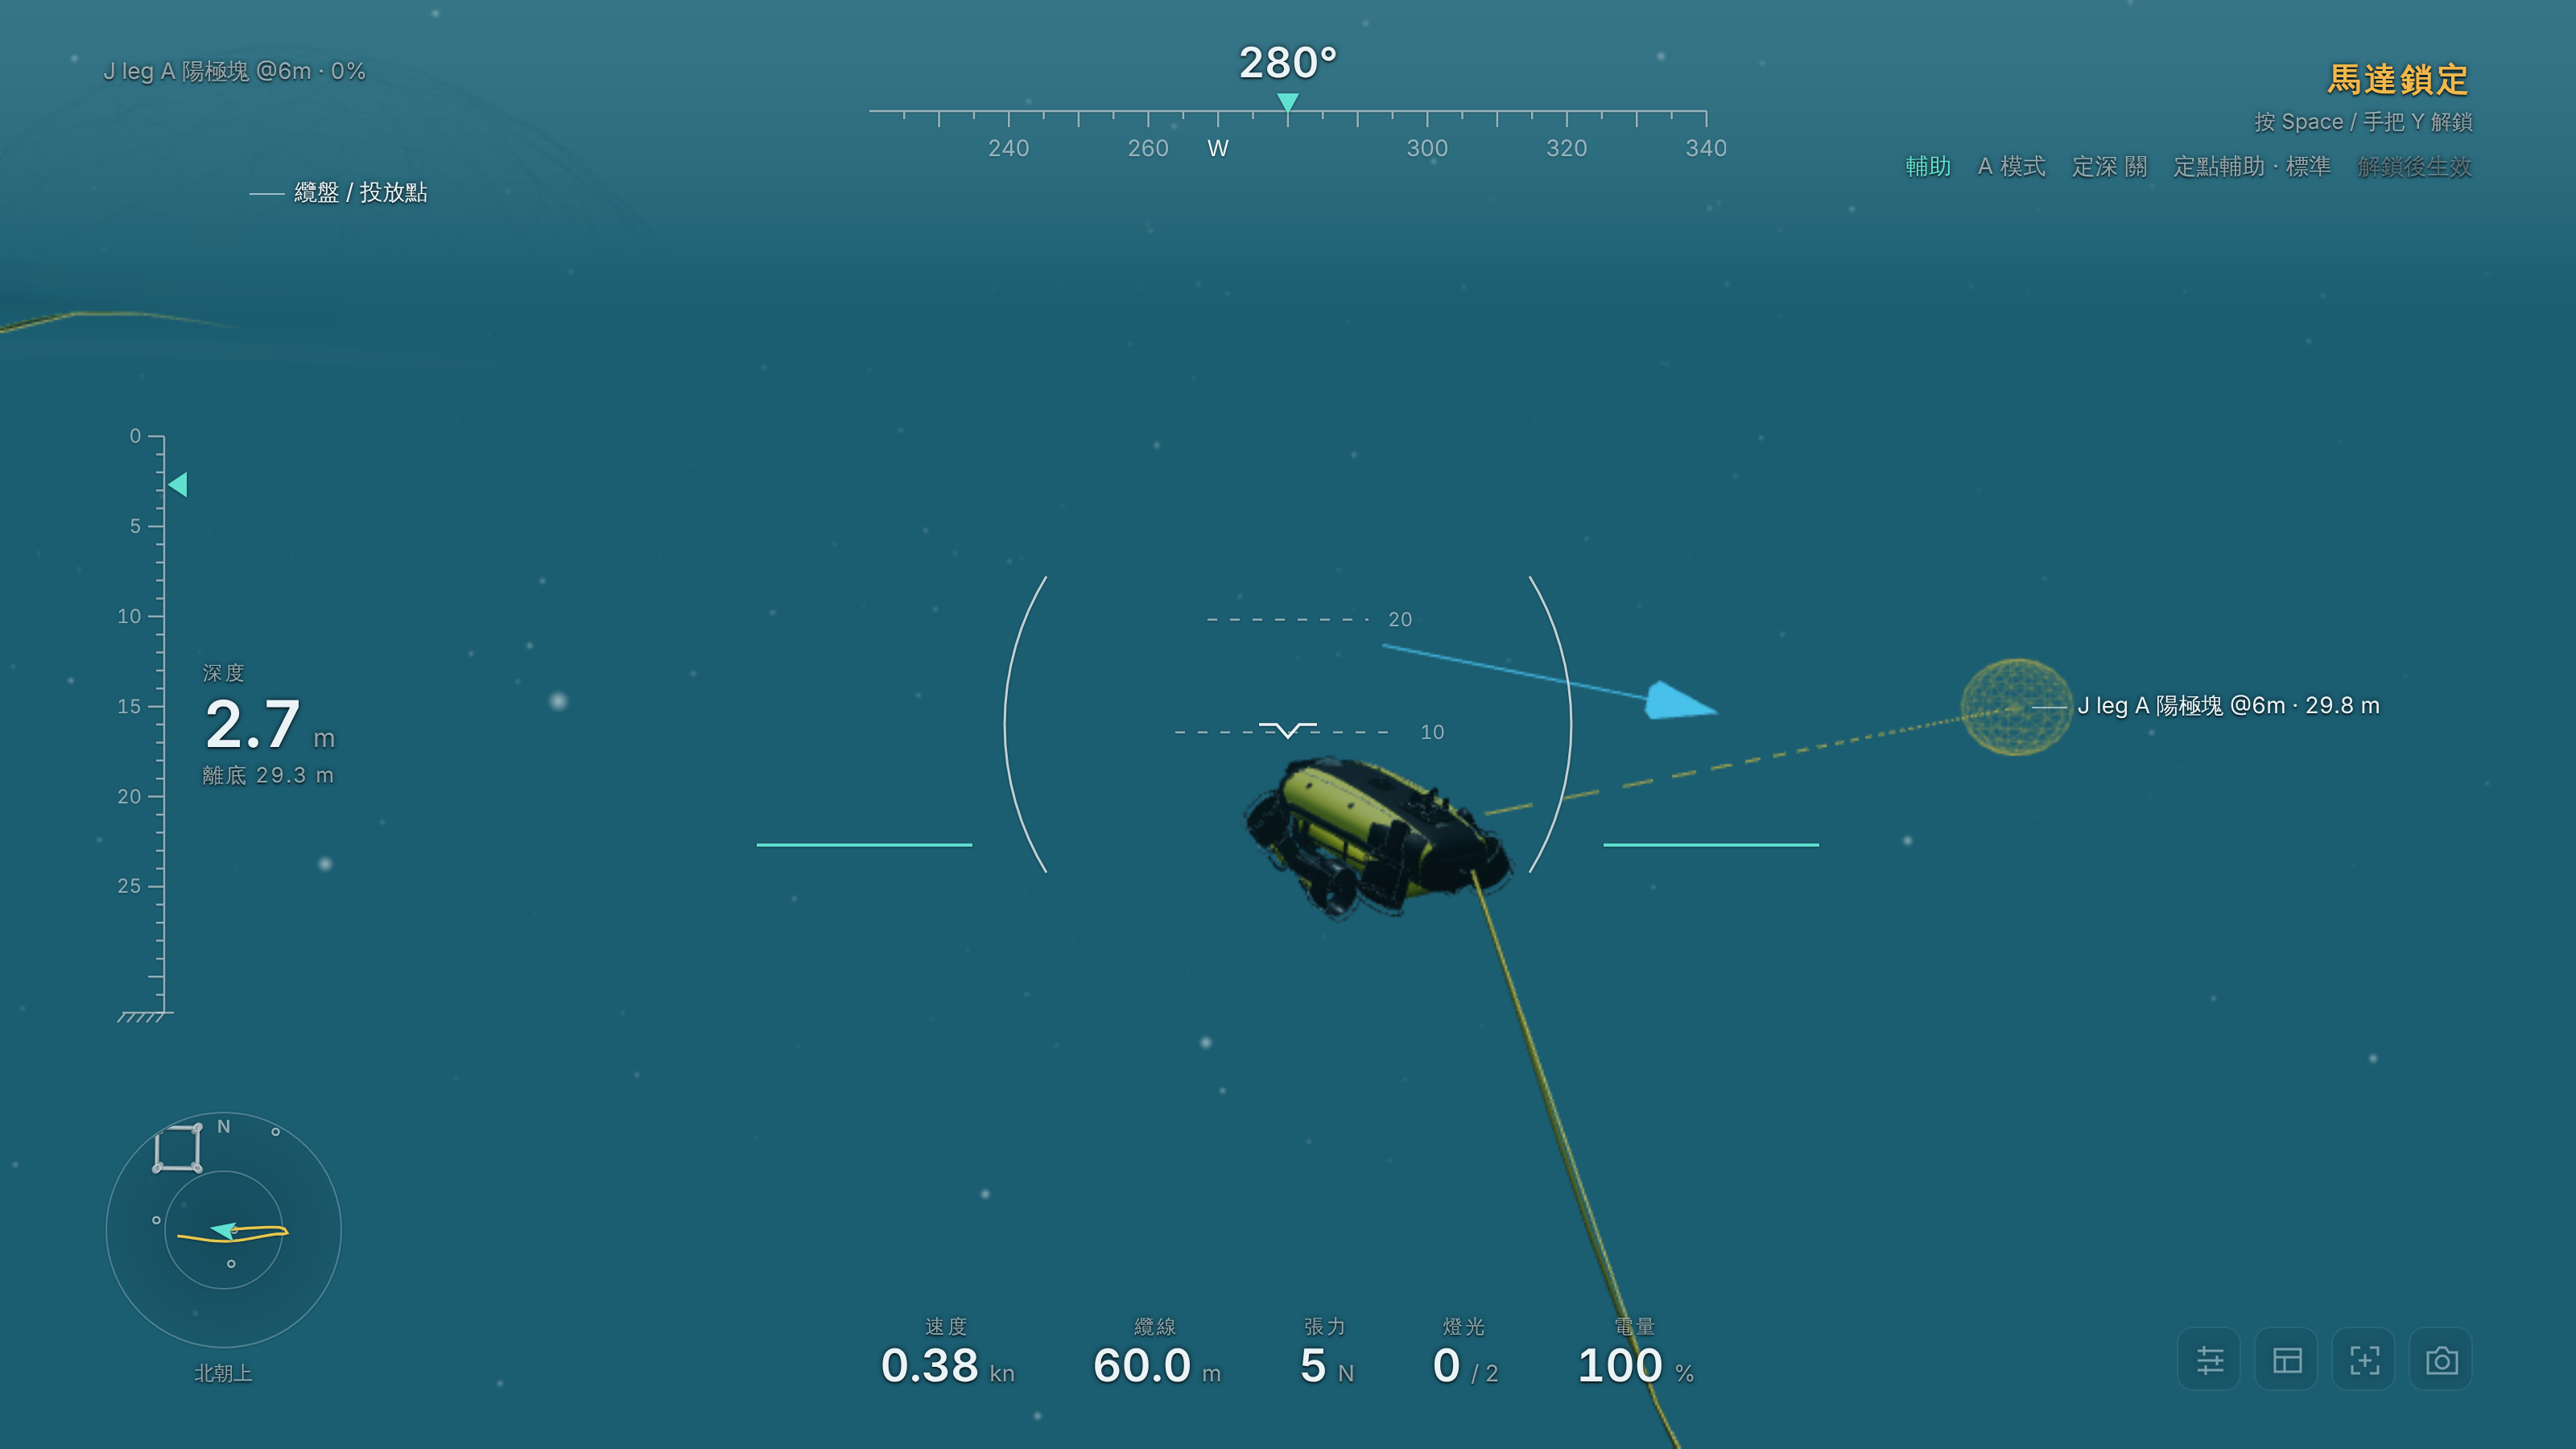 J leg A 陽極塊 @6m · 0%
280°
馬達鎖定
按 Space / 手把 Y 解鎖
240 260 W 300 320 340
輔助 A 模式 定深 關 定點輔助 · 標準 解鎖後生效
纜盤 / 投放點
0
5
10
15
20
25
深度
2.7 m
離底 29.3 m
20
10
J leg A 陽極塊 @6m · 29.8 m
N
北朝上
速度 纜線 張力 燈光 電量
0.38 kn 60.0 m 5 N 0 / 2 100 %